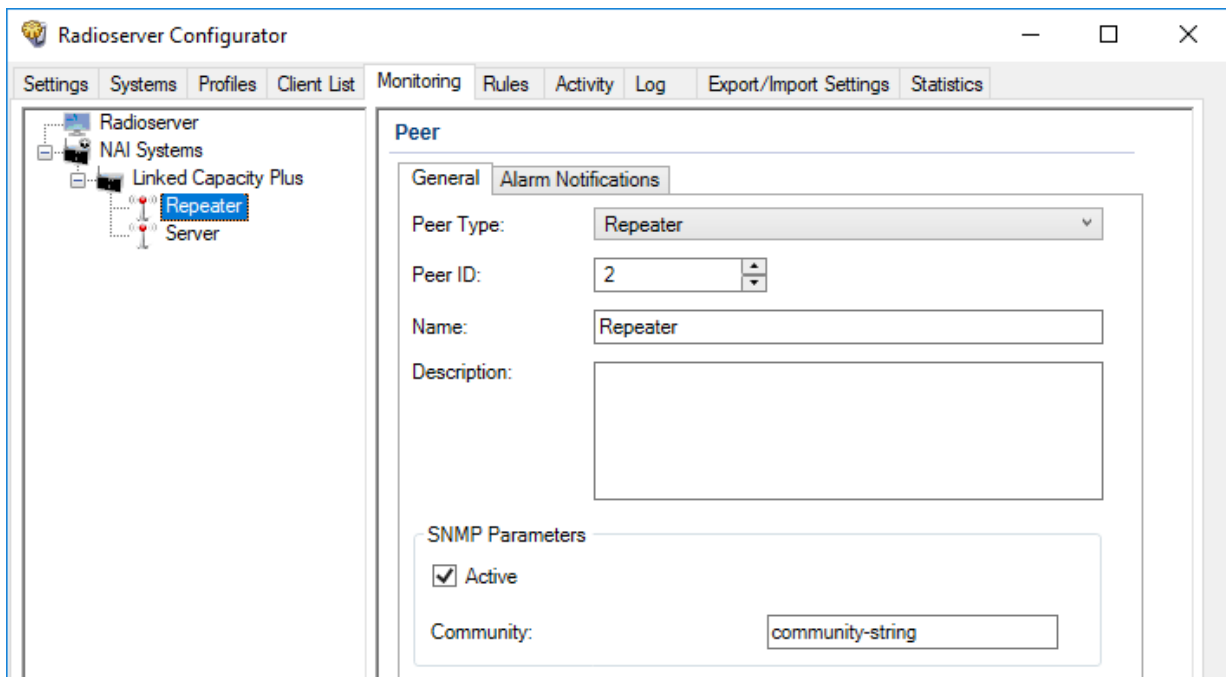 Radioserver Configurator
Settings Systems Profiles Client List Monitoring Rules Activity Log Export/Import Settings Statistics
Radioserver
NAI Systems
Linked Capacity Plus
Repeater
Server
Peer
General Alarm Notifications
Peer Type: Repeater
Peer ID: 2
Name: Repeater
Description:
SNMP Parameters
Active
Community: community-string